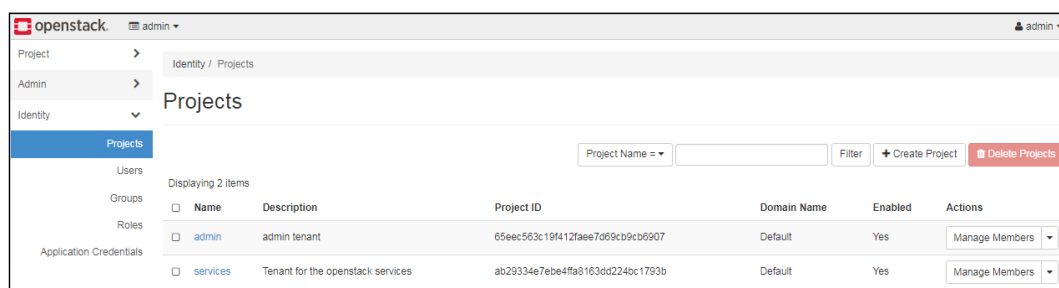 openstack. admin admin
Project
Admin
Identity
Projects
Users
Groups
Roles
Application Credentials
Identity / Projects
Projects
Project Name = Filter + Create Project Delete Projects
Displaying 2 items
Name Description Project ID Domain Name Enabled Actions
admin admin tenant 65eec563c19f412faee7d69cb9cb6907 Default Yes Manage Members
services Tenant for the openstack services ab29334e7ebe4ffa8163dd224bc1793b Default Yes Manage Members